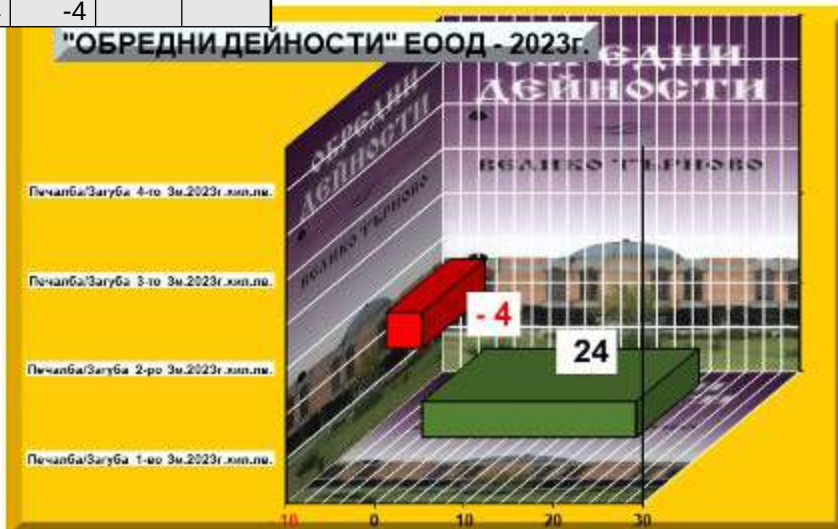 -4
"ОБРЕДНИ ДЕЙНОСТИ" ЕООД - 2023г.
ОБРЕДНИ
ДЕЙНОСТИ
ВЕЛИКО ТЪРНОВО
ОБРЕДНИ
ДЕЙНОСТИ
ВЕЛИКО ТЪРНОВО
Печалба/Загуба 4-то 3м.2023г.хил.лв.
Печалба/Загуба 3-то 3м.2023г.хил.лв.
- 4
24
Печалба/Загуба 2-ро 3м.2023г.хил.лв.
Печалба/Загуба 1-во 3м.2023г.хил.лв.
-10 0 10 20 30